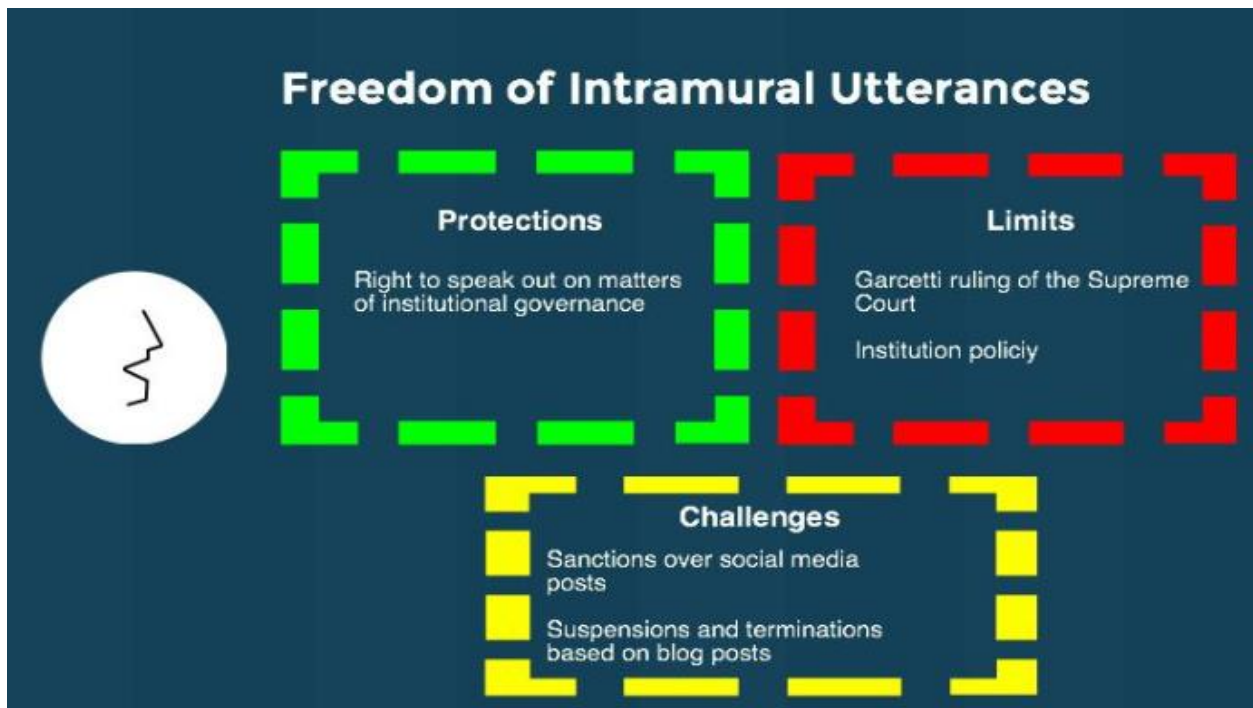 Freedom of Intramural Utterances
Protections
Right to speak out on matters
of institutional governance
Limits
Garcetti ruling of the Supreme
Court
Institution policiy
Challenges
Sanctions over social media
posts
Suspensions and terminations
based on blog posts